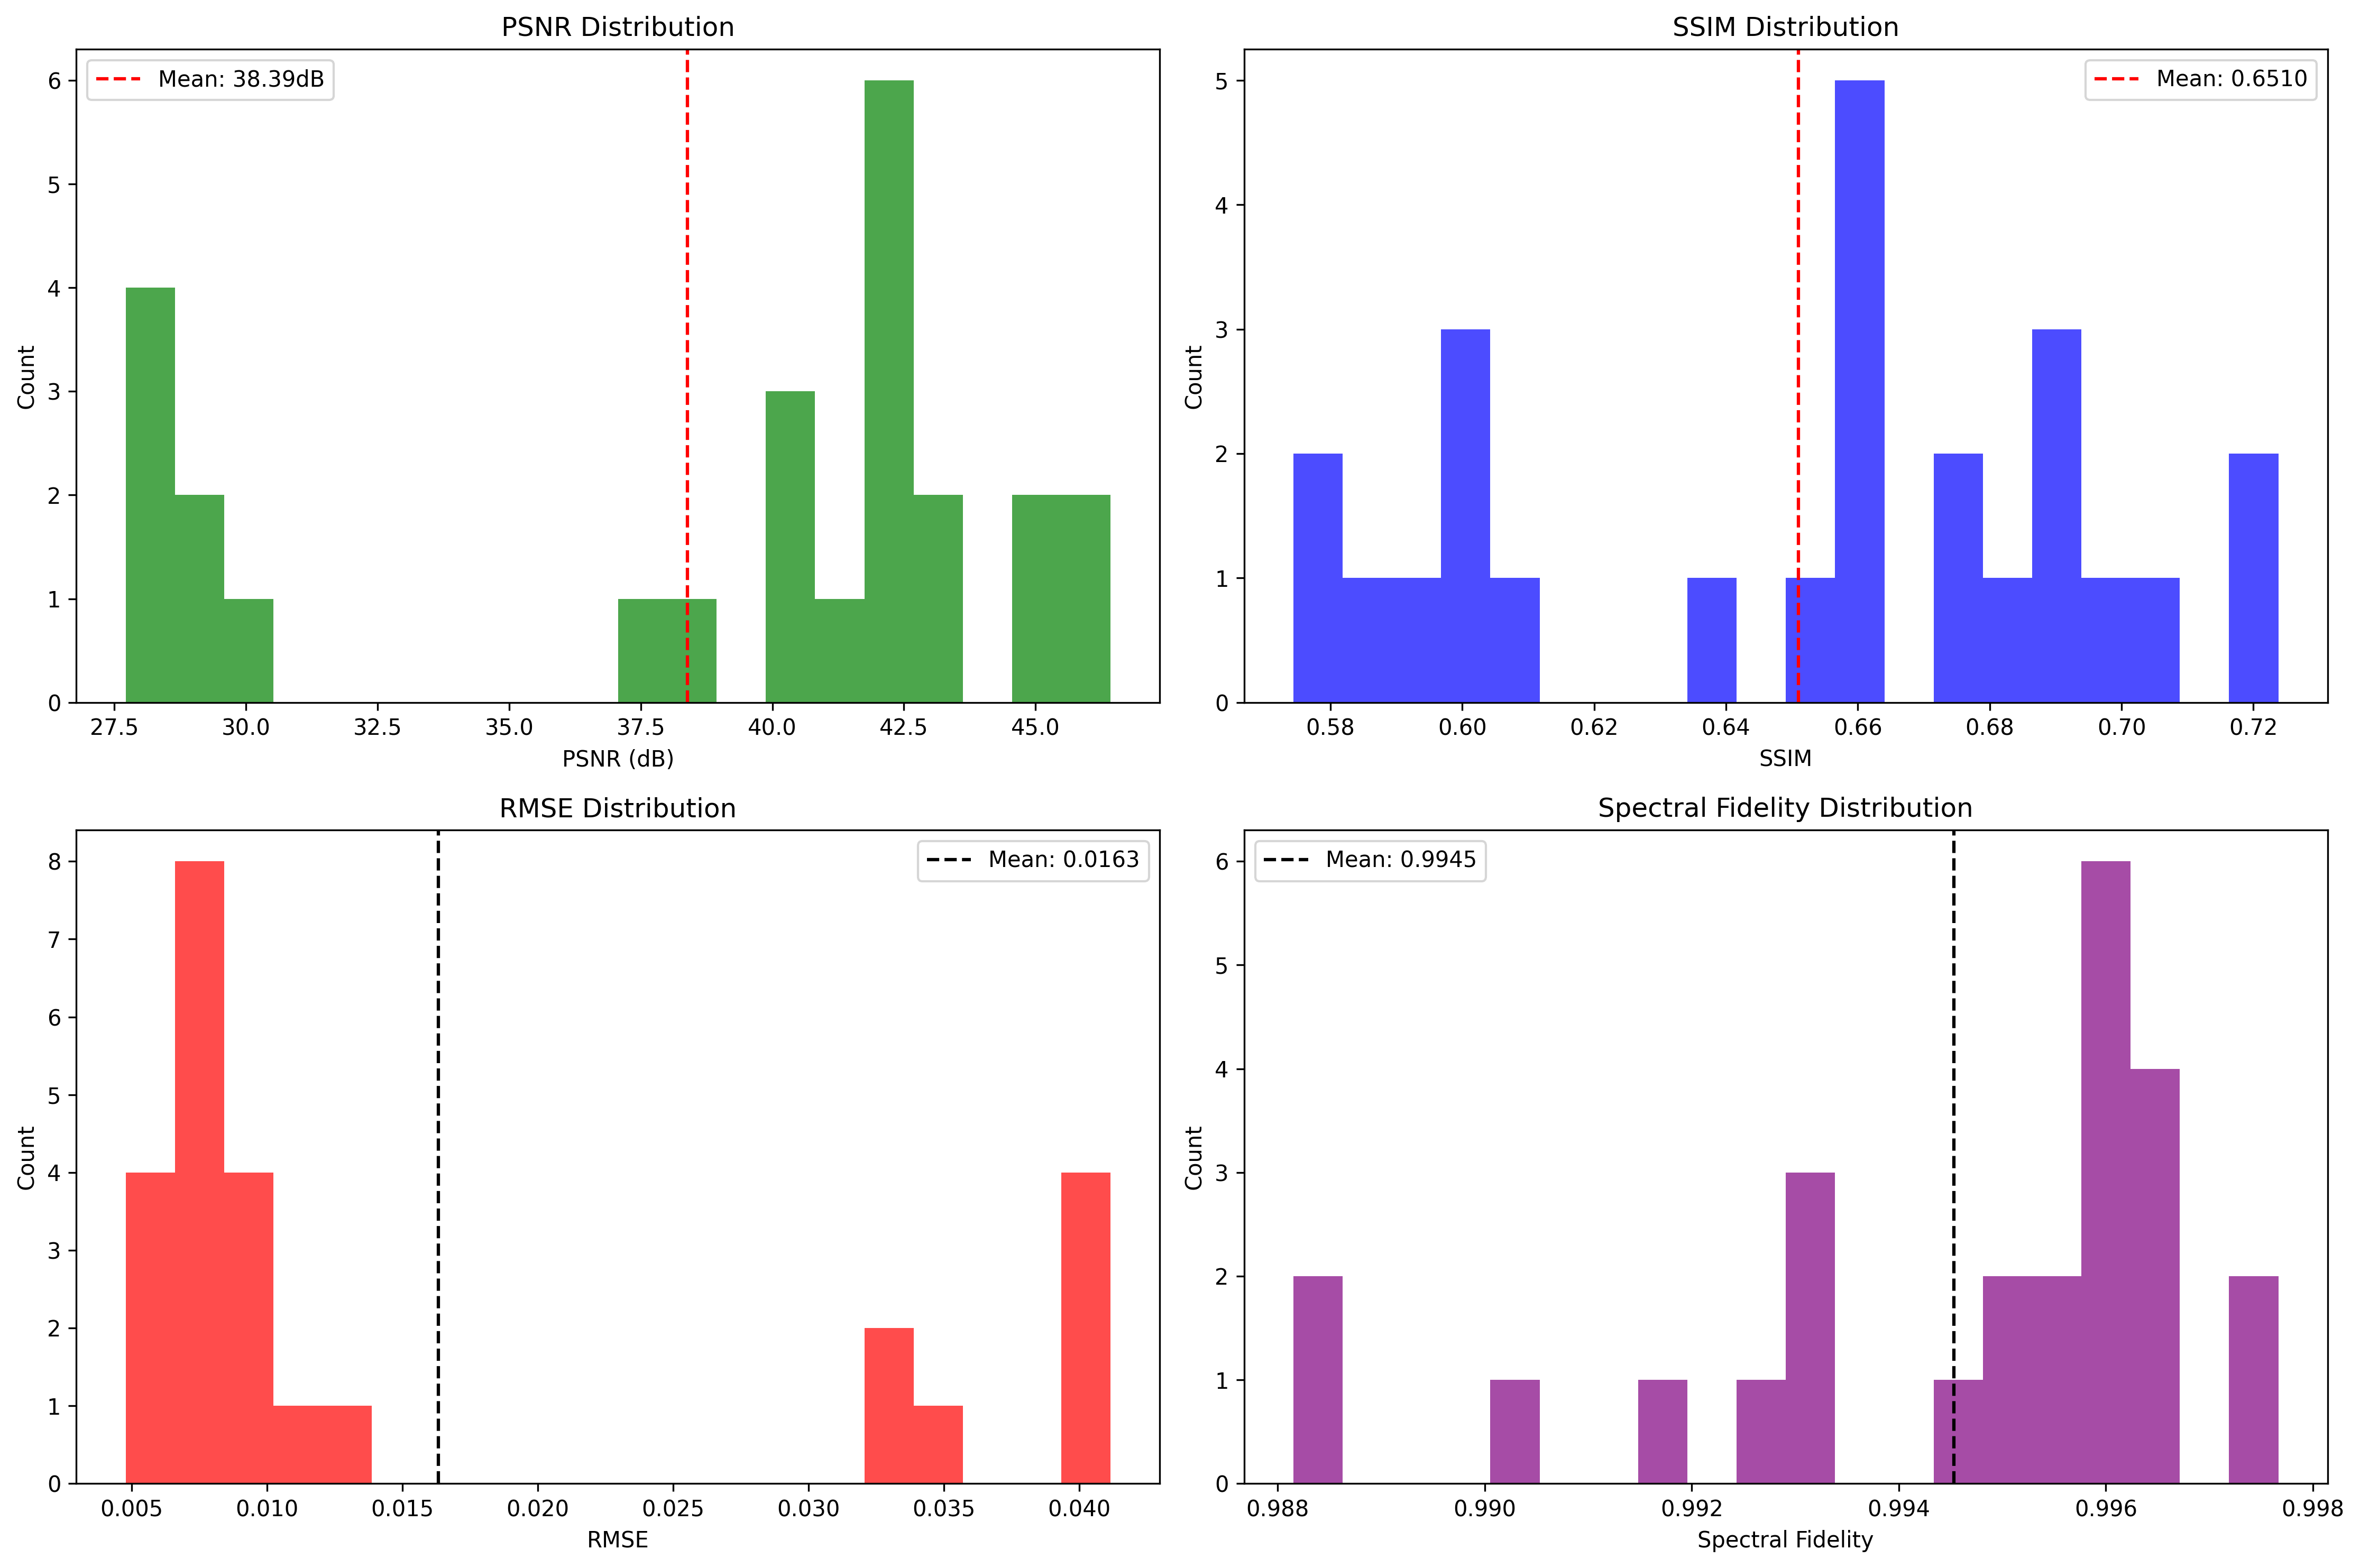 PSNR Distribution
Mean: 38.39dB
6
5
4
3
2
1
0
Count
27.5 30.0 32.5 35.0 37.5 40.0 42.5 45.0
PSNR (dB)
SSIM Distribution
Mean: 0.6510
5
4
3
2
1
0
Count
0.58 0.60 0.62 0.64 0.66 0.68 0.70 0.72
SSIM
RMSE Distribution
Mean: 0.0163
8
7
6
5
4
3
2
1
0
Count
0.005 0.010 0.015 0.020 0.025 0.030 0.035 0.040
RMSE
Spectral Fidelity Distribution
Mean: 0.9945
6
5
4
3
2
1
0
Count
0.988 0.990 0.992 0.994 0.996 0.998
Spectral Fidelity